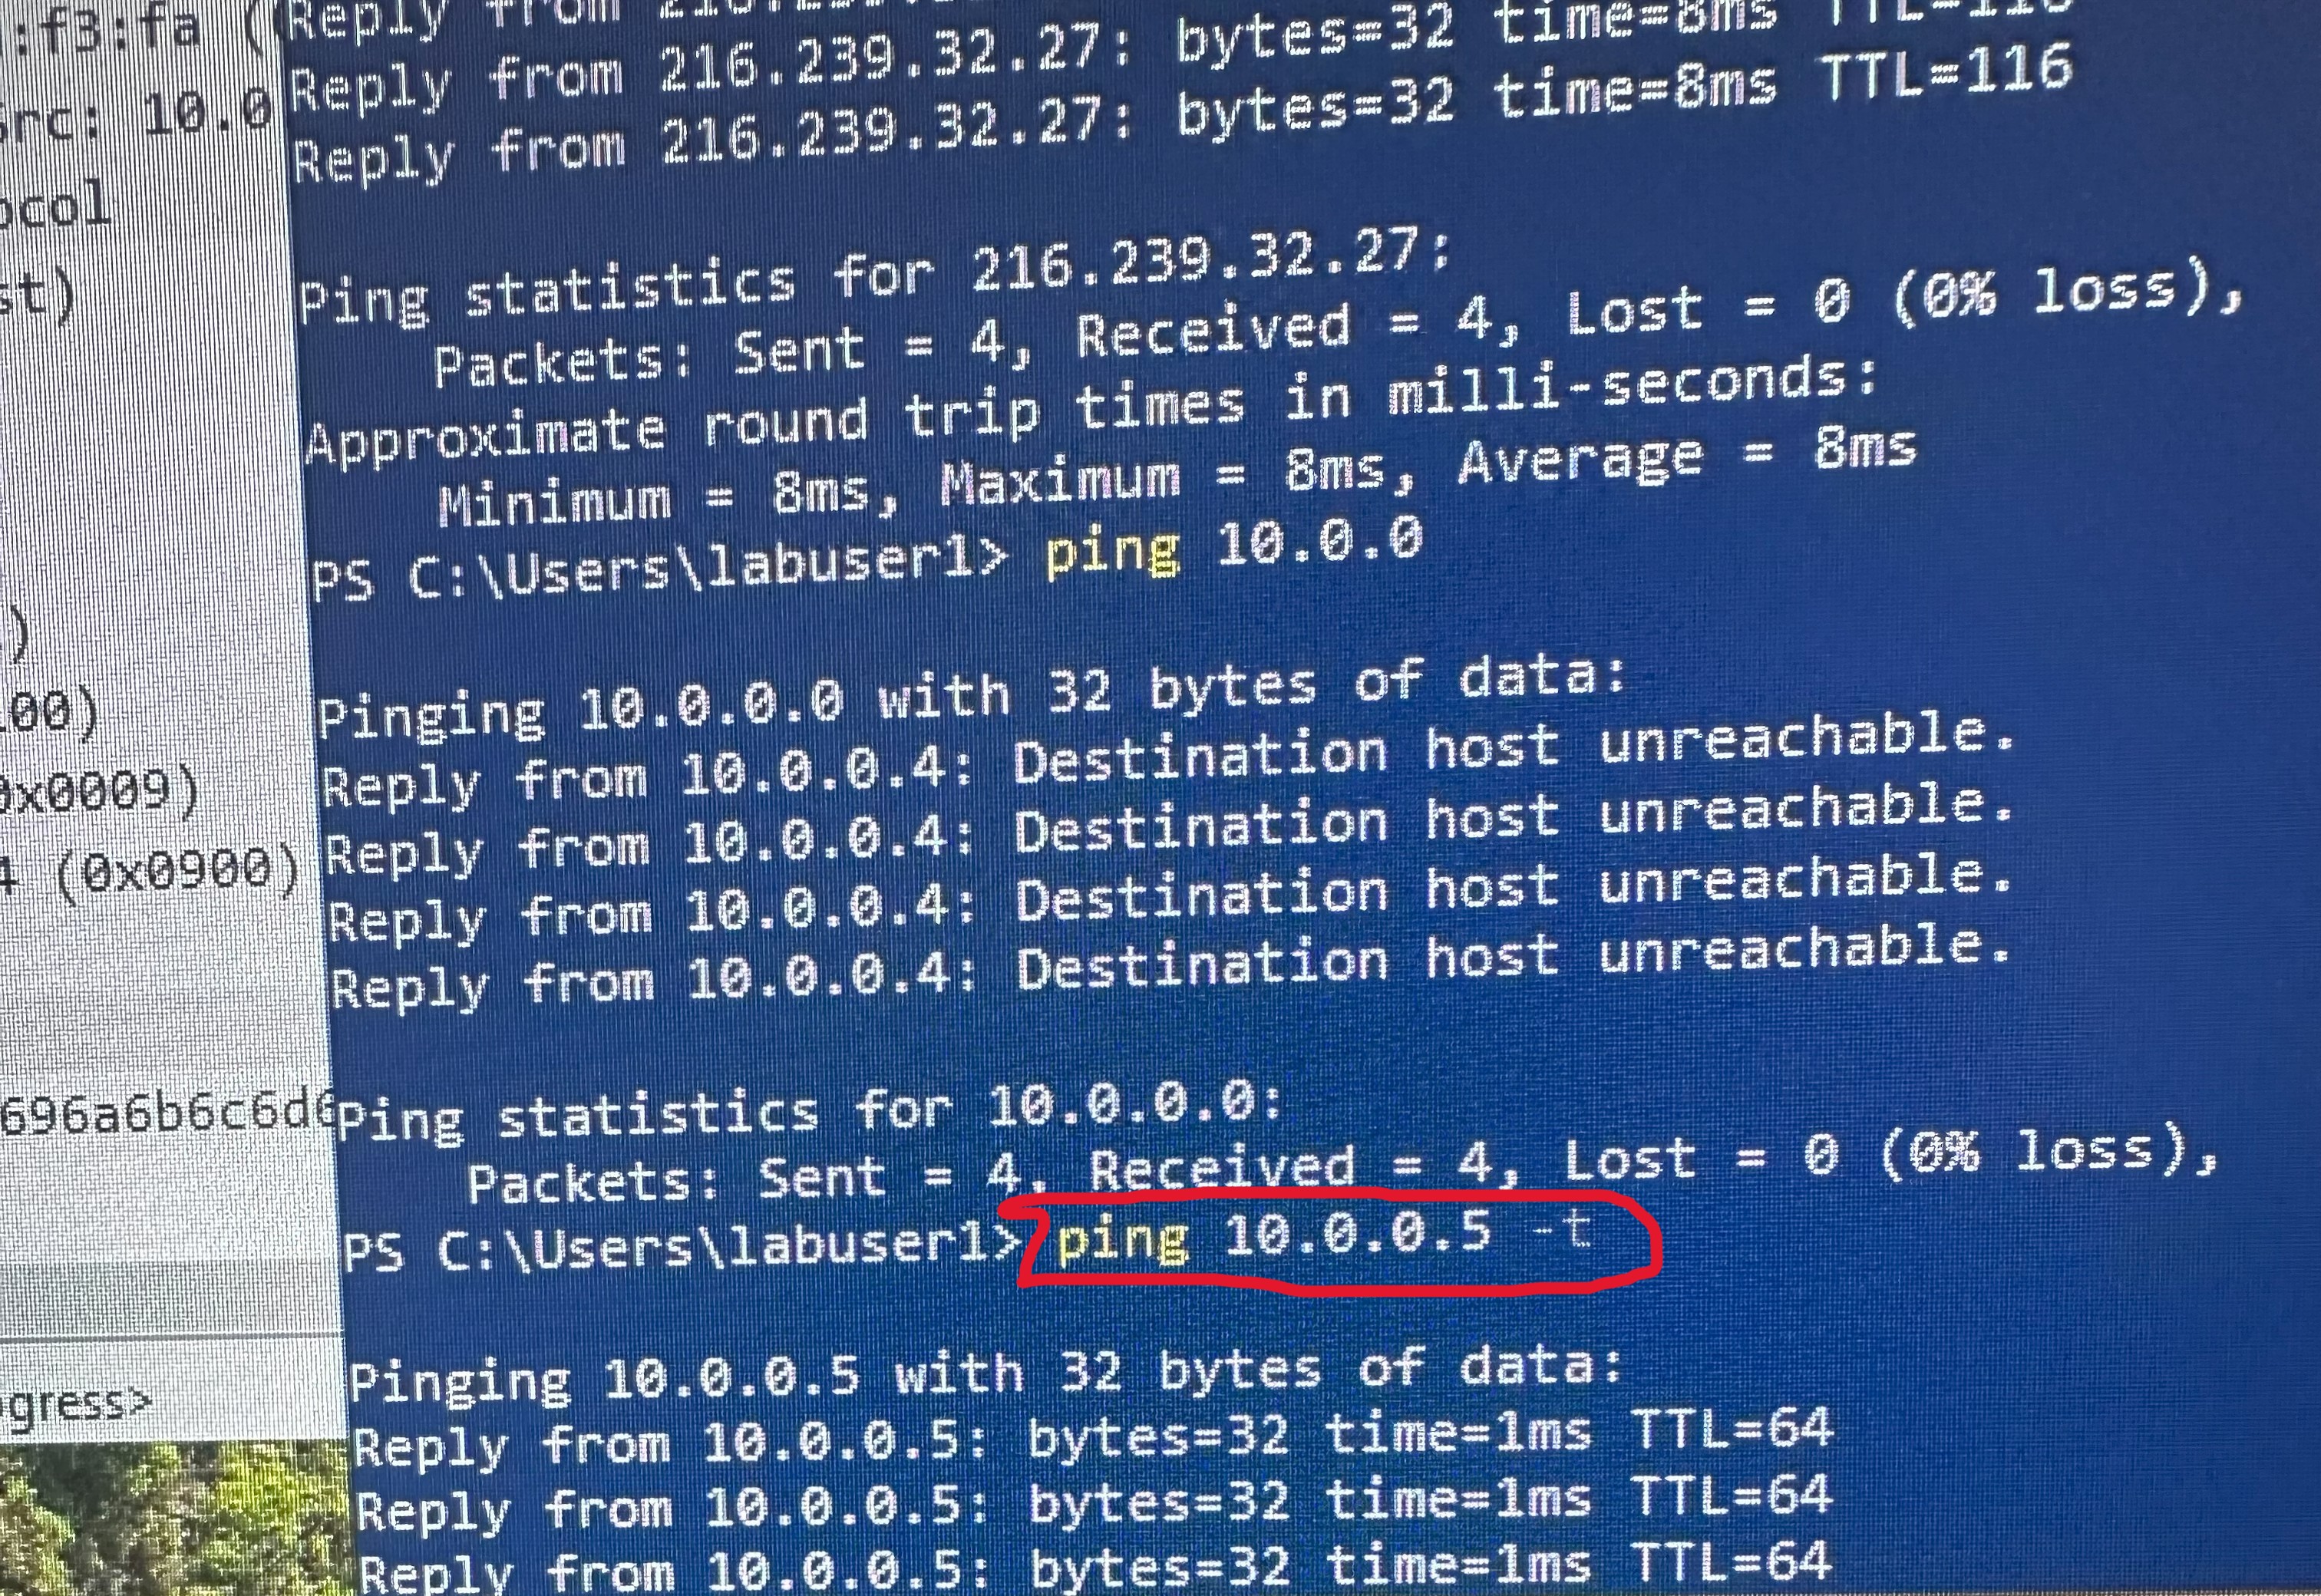 :f3:fa (
Reply from
time=8ms
Reply from 216.239.32.27: bytes=32 time=8ms TTL=116
Reply from 216.239.32.27: bytes=32 time=8ms TTL=116
Ping statistics for 216.239.32.27:
Packets: Sent = 4, Received = 4, Lost = 0 (0% loss),
Approximate round trip times in milli-seconds:
Minimum = 8ms, Maximum = 8ms, Average = 8ms
PS C:\Users\labuser1> ping 10.0.0
Pinging 10.0.0.0 with 32 bytes of data:
Reply from 10.0.0.4: Destination host unreachable.
Reply from 10.0.0.4: Destination host unreachable.
Reply from 10.0.0.4: Destination host unreachable.
Reply from 10.0.0.4: Destination host unreachable.
Ping statistics for 10.0.0.0:
Packets: Sent = 4, Received = 4, Lost = 0 (0% loss),
PS C:\Users\labuser1> ping 10.0.0.5 -t
Pinging 10.0.0.5 with 32 bytes of data:
Reply from 10.0.0.5: bytes=32 time=1ms TTL=64
Reply from 10.0.0.5: bytes=32 time=1ms TTL=64
Reply from 10.0.0.5: bytes=32 time=1ms TTL=64
rc: 10.0
ocol
st)
)
00)
0x0009)
4 (0x0900)
696a6b6c6d6
gress>